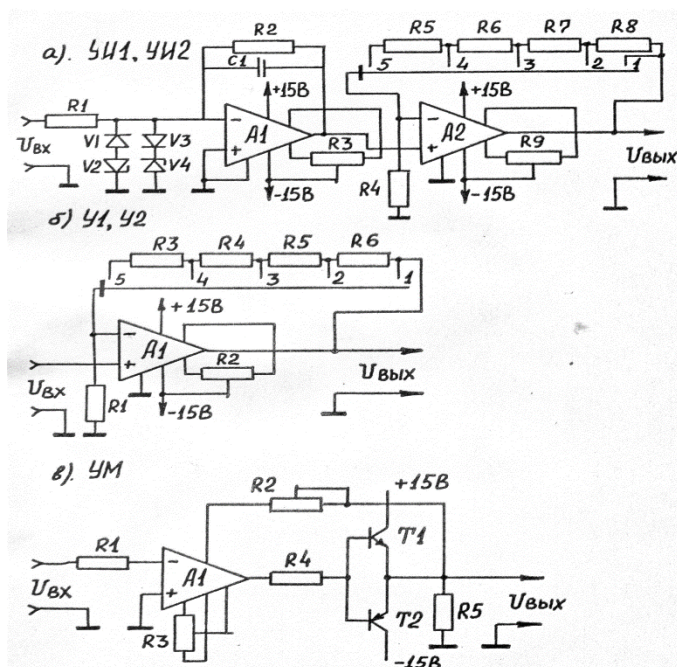 а). УИ1, УИ2
R2
C1
R5 R6 R7 R8
5 4 3 2 1
+15В
+15В
R1
V1 V3
V2 V4
Uвх
−
+
A1
R3
−
+
A2
R9
R4
−15В
−15В
Uвых
б) У1, У2
R3 R4 R5 R6
5 4 3 2 1
+15В
−
+
A1
R2
Uвх
R1
−15В
Uвых
в). УМ
R2
+15В
R1
−
+
A1
R4
T1
T2
Uвх
R3
R5
Uвых
−15В